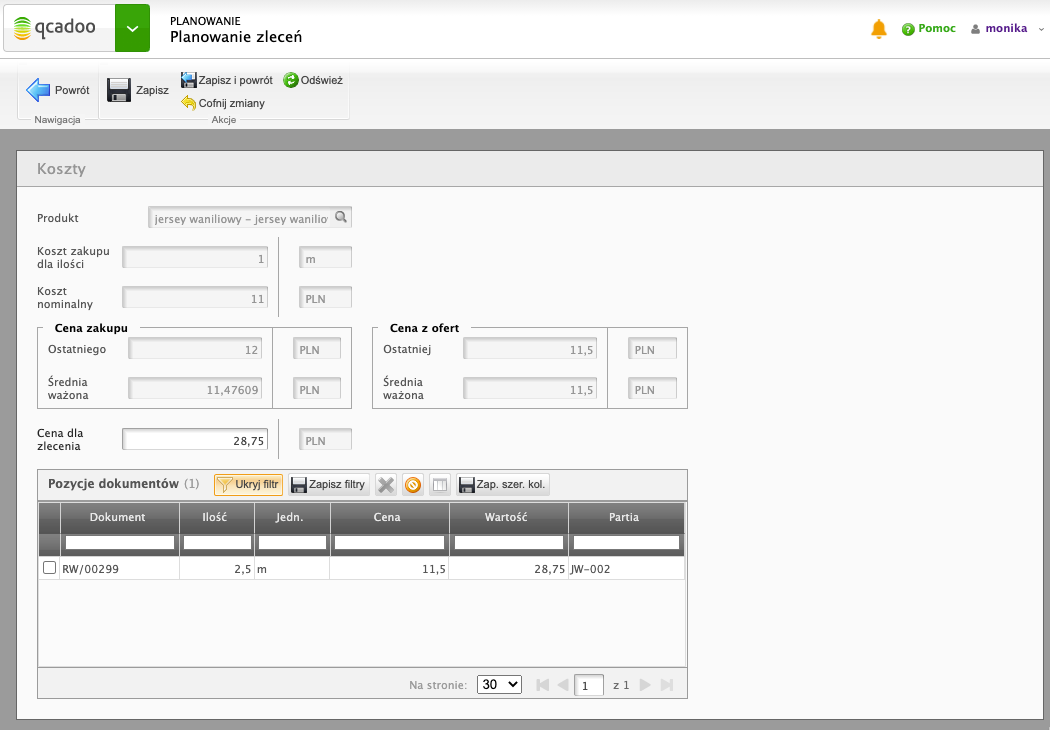 qcadoo
PLANOWANIE
Planowanie zleceń
Pomoc
monika
Powrót
Zapisz
Zapisz i powrót
Odśwież
Cofnij zmiany
Nawigacja
Akcje
Koszty
Produkt
jersey waniliowy - jersey wanilio
Koszt zakupu
dla ilości
1
m
Koszt
nominalny
11
PLN
Cena zakupu
Ostatniego
12
PLN
Średnia
ważona
11,47609
PLN
Cena z ofert
Ostatniej
11,5
PLN
Średnia
ważona
11,5
PLN
Cena dla
zlecenia
28,75
PLN
Pozycje dokumentów (1)
Ukryj filtr
Zapisz filtry
Zap. szer. kol.
Dokument Ilość Jedn. Cena Wartość Partia
RW/00299 2,5 m 11,5 28,75 JW-002
Na stronie: 30 1 z 1